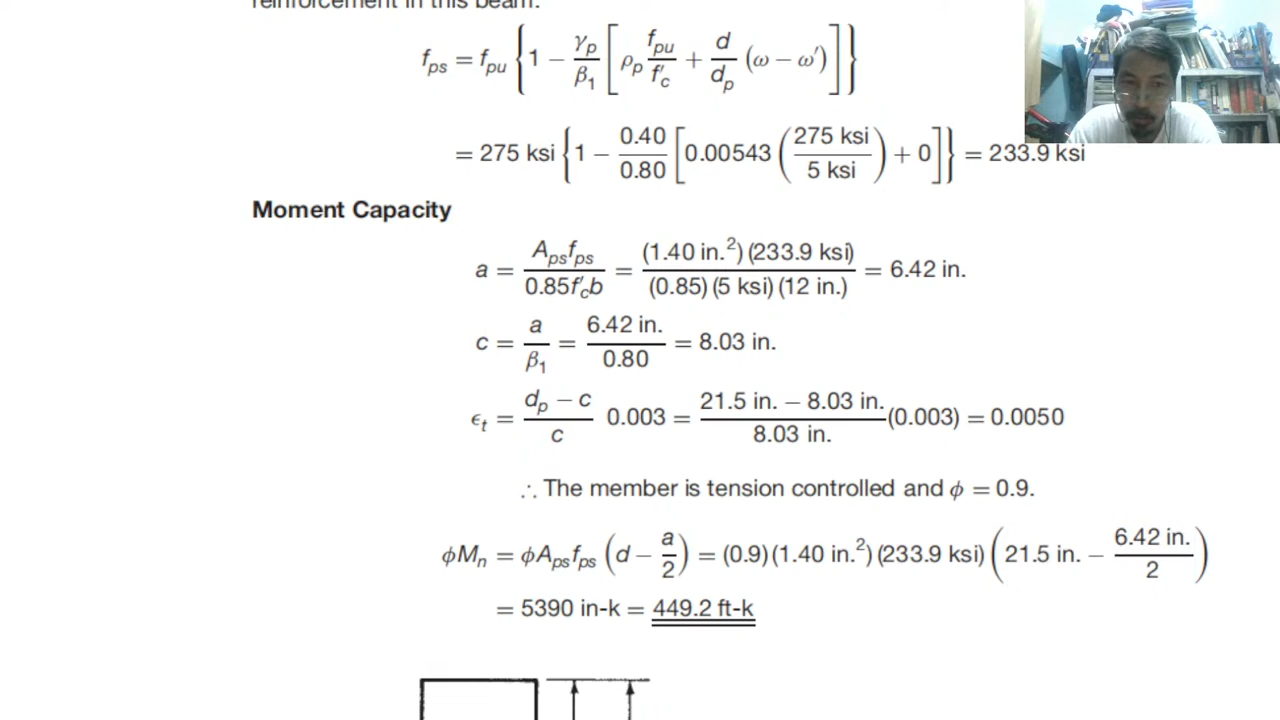 reinforcement in this beam.
f_ps = f_pu {1 − γ_p/β_1 [ρ_p f_pu/f′_c + d/d_p (ω − ω′)]}
= 275 ksi {1 − 0.40/0.80 [0.00543 (275 ksi/5 ksi) + 0]} = 233.9 ksi
Moment Capacity
a = A_ps f_ps/0.85f′_c b = (1.40 in.²)(233.9 ksi)/(0.85)(5 ksi)(12 in.) = 6.42 in.
c = a/β_1 = 6.42 in./0.80 = 8.03 in.
ϵ_t = d_p − c/c 0.003 = 21.5 in. − 8.03 in./8.03 in. (0.003) = 0.0050
∴ The member is tension controlled and ϕ = 0.9.
ϕM_n = ϕA_ps f_ps (d − a/2) = (0.9)(1.40 in.²)(233.9 ksi) (21.5 in. − 6.42 in./2)
= 5390 in-k = 449.2 ft-k